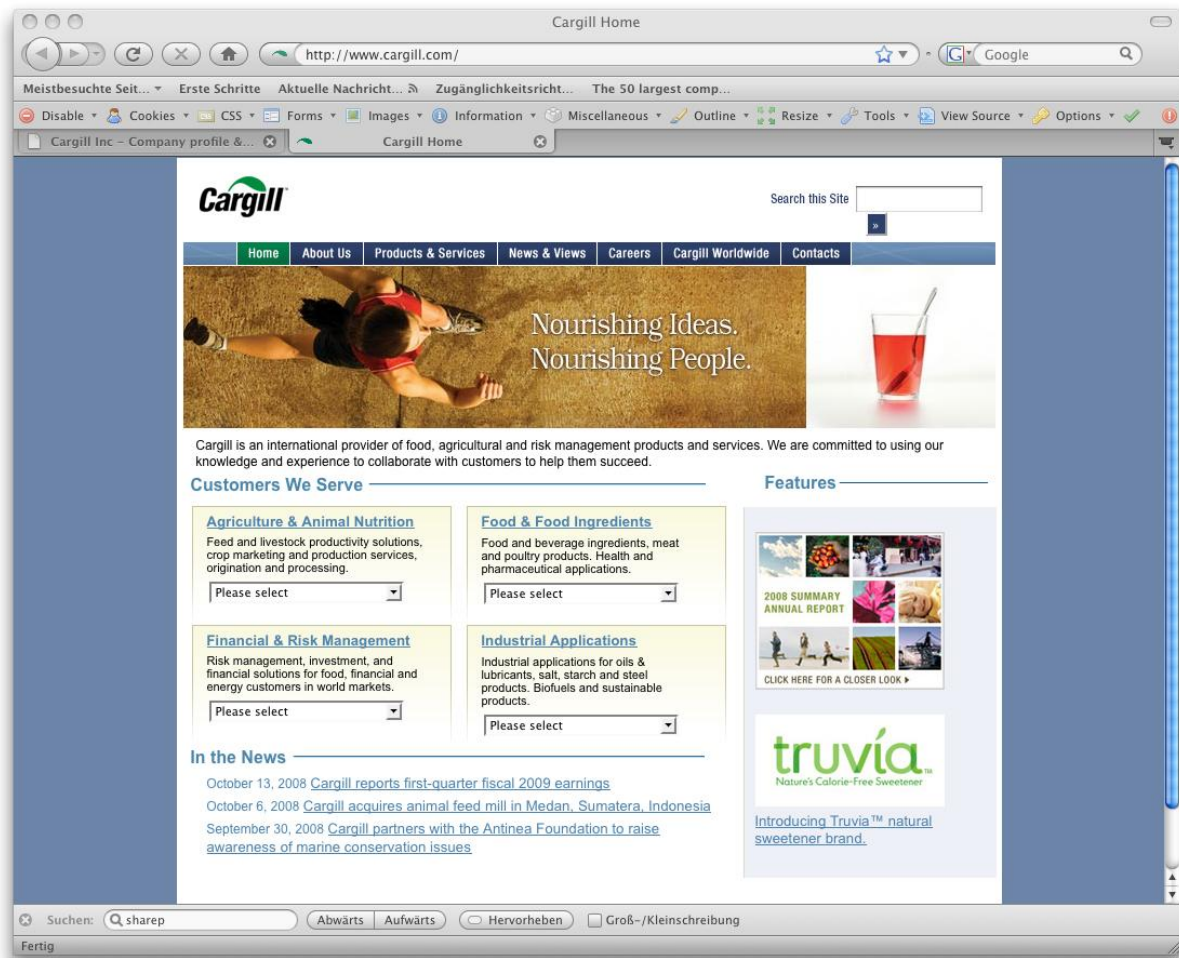 Cargill Home
http://www.cargill.com/
G Google
Meistbesuchte Seit... Erste Schritte Aktuelle Nachricht... Zugänglichkeitsricht... The 50 largest comp...
Disable Cookies CSS Forms Images Information Miscellaneous Outline Resize Tools View Source Options
Cargill Inc – Company profile &... Cargill Home
Cargill
Search this Site
»
Home About Us Products & Services News & Views Careers Cargill Worldwide Contacts
Nourishing Ideas.
Nourishing People.
Cargill is an international provider of food, agricultural and risk management products and services. We are committed to using our
knowledge and experience to collaborate with customers to help them succeed.
Customers We Serve
Agriculture & Animal Nutrition
Feed and livestock productivity solutions,
crop marketing and production services,
origination and processing.
Please select
Food & Food Ingredients
Food and beverage ingredients, meat
and poultry products. Health and
pharmaceutical applications.
Please select
Financial & Risk Management
Risk management, investment, and
financial solutions for food, financial and
energy customers in world markets.
Please select
Industrial Applications
Industrial applications for oils &
lubricants, salt, starch and steel
products. Biofuels and sustainable
products.
Please select
In the News
October 13, 2008 Cargill reports first-quarter fiscal 2009 earnings
October 6, 2008 Cargill acquires animal feed mill in Medan, Sumatera, Indonesia
September 30, 2008 Cargill partners with the Antinea Foundation to raise
awareness of marine conservation issues
Features
2008 SUMMARY
ANNUAL REPORT
CLICK HERE FOR A CLOSER LOOK
truvía™
Nature's Calorie-Free Sweetener
Introducing Truvia™ natural
sweetener brand.
Suchen: sharep Abwärts Aufwärts Hervorheben Groß-/Kleinschreibung
Fertig